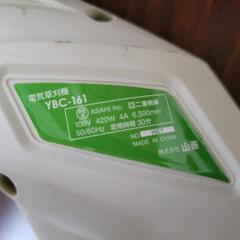 電気草刈機
YBC-161
ASAHI Inc. 回二重絶縁
100V 420W 4A 6,500min⁻¹
50/60Hz 定格時間30分
NO
MADE IN CHINA
株式会社 山善